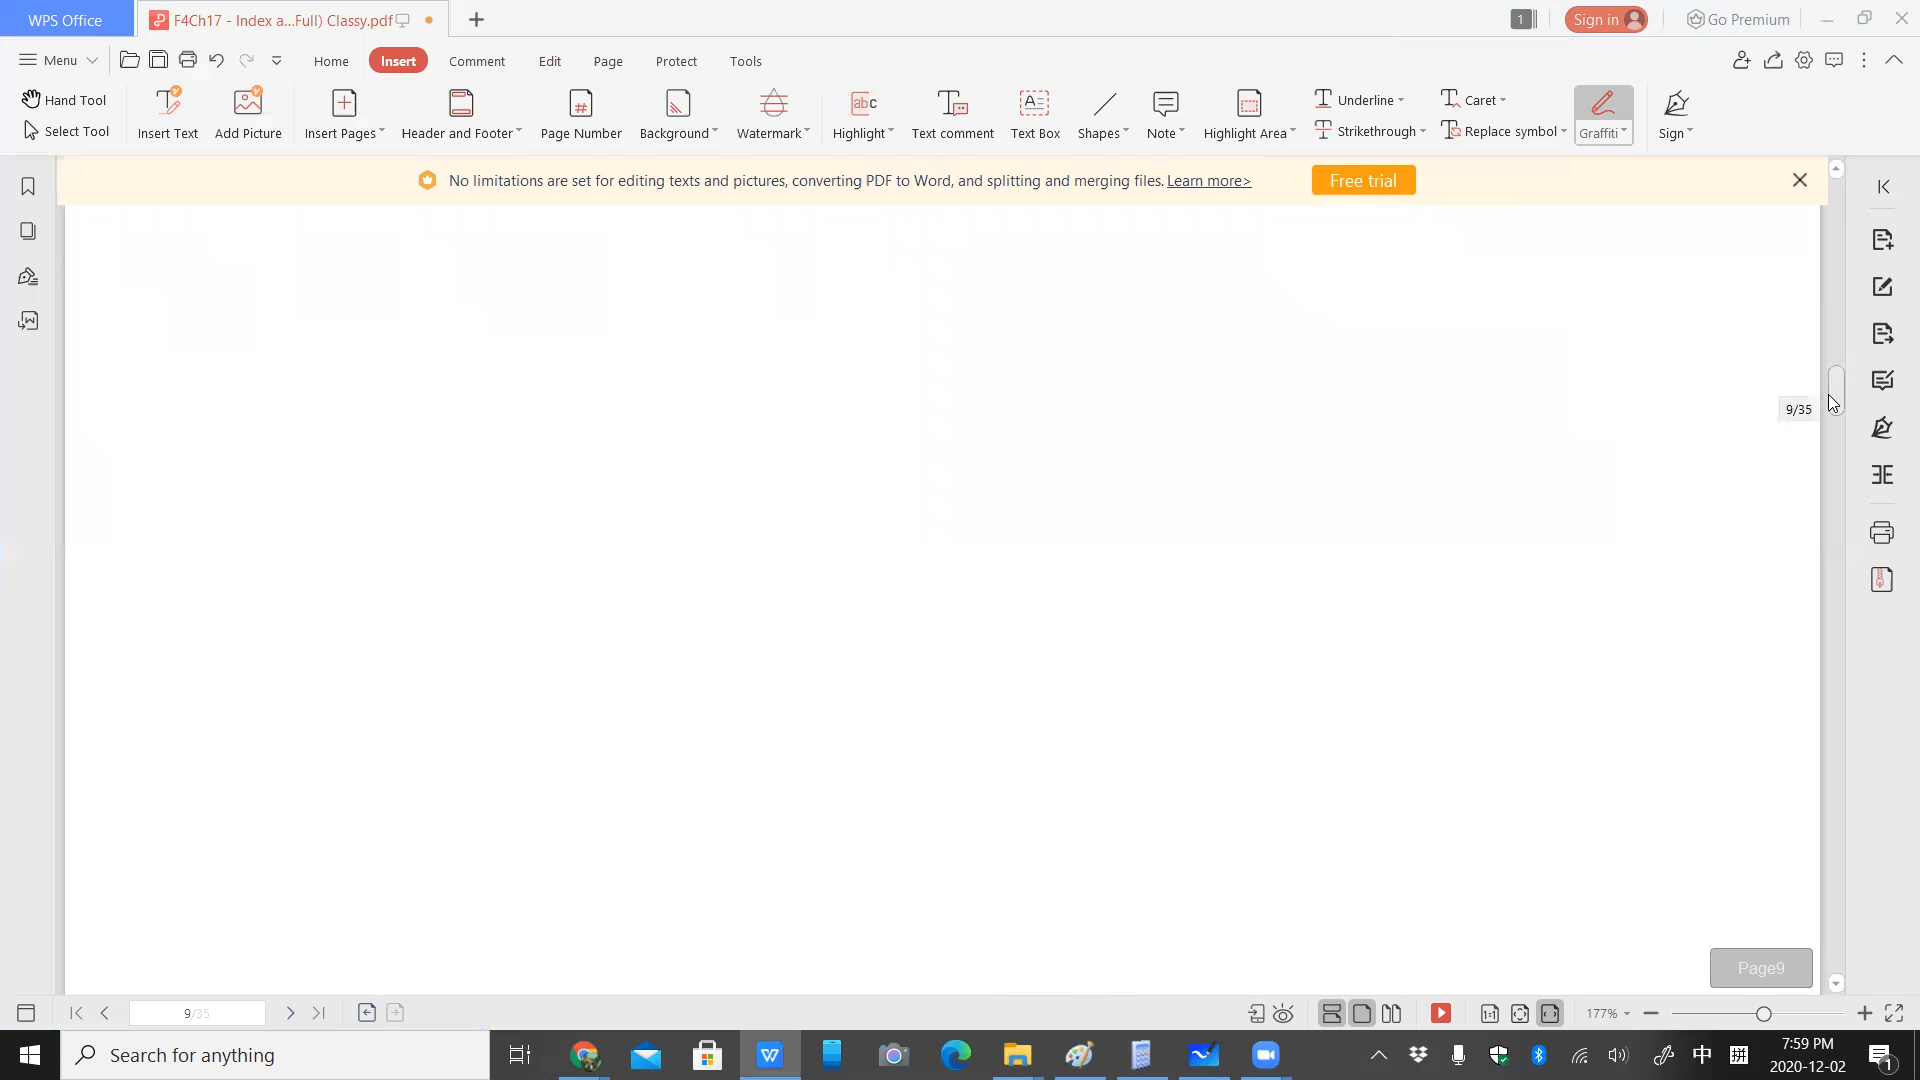 WPS Office
F4Ch17 - Index a...Full) Classy.pdf
1
Sign in
Go Premium
Menu
Home
Insert
Comment
Edit
Page
Protect
Tools
Hand Tool
Select Tool
Insert Text
Add Picture
Insert Pages
Header and Footer
Page Number
Background
Watermark
Highlight
Text comment
Text Box
Shapes
Note
Highlight Area
Underline
Strikethrough
Caret
Replace symbol
Graffiti
Sign
No limitations are set for editing texts and pictures, converting PDF to Word, and splitting and merging files. Learn more>
Free trial
9/35
Page9
9/35
177%
Search for anything
中
拼
7:59 PM
2020-12-02
1